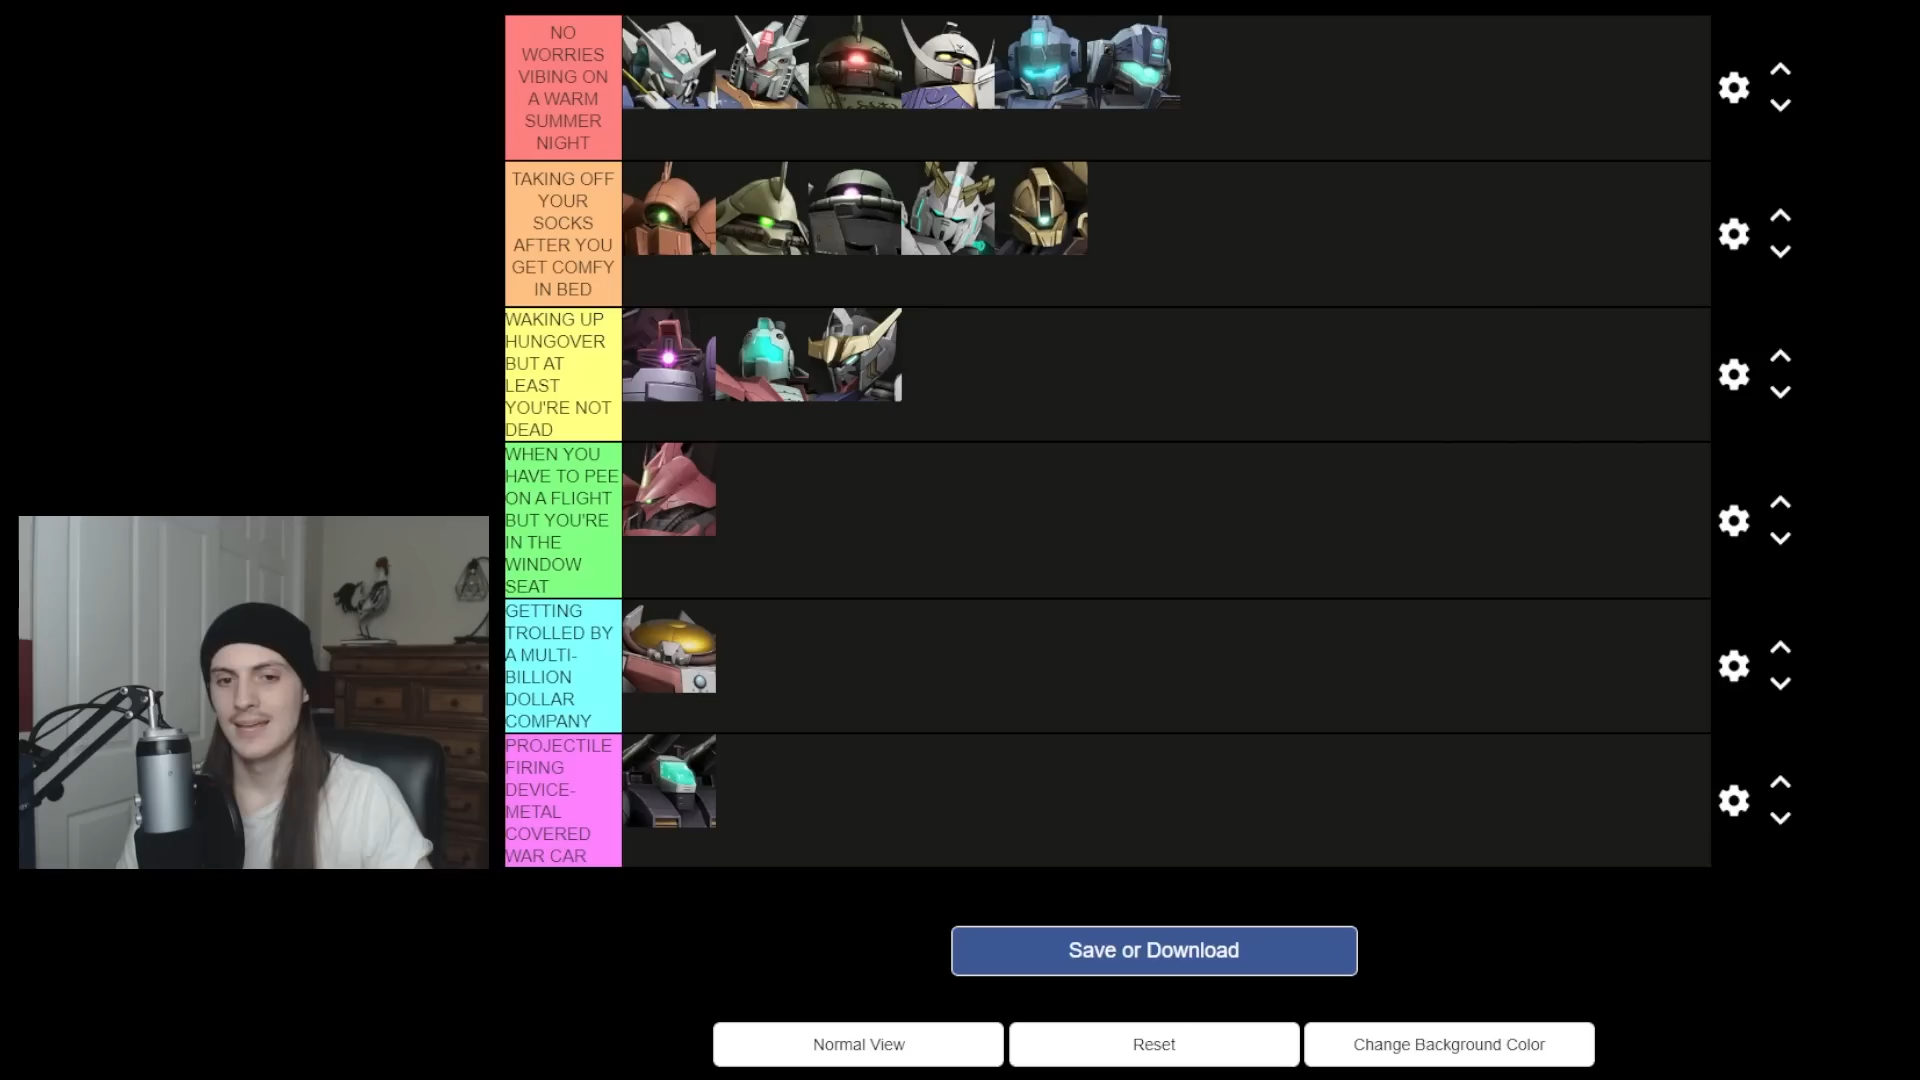 NO
WORRIES
VIBING ON
A WARM
SUMMER
NIGHT
TAKING OFF
YOUR
SOCKS
AFTER YOU
GET COMFY
IN BED
WAKING UP
HUNGOVER
BUT AT
LEAST
YOU'RE NOT
DEAD
WHEN YOU
HAVE TO PEE
ON A FLIGHT
BUT YOU'RE
IN THE
WINDOW
SEAT
GETTING
TROLLED BY
A MULTI-
BILLION
DOLLAR
COMPANY
PROJECTILE
FIRING
DEVICE-
METAL
COVERED
WAR CAR
Save or Download
Normal View
Reset
Change Background Color